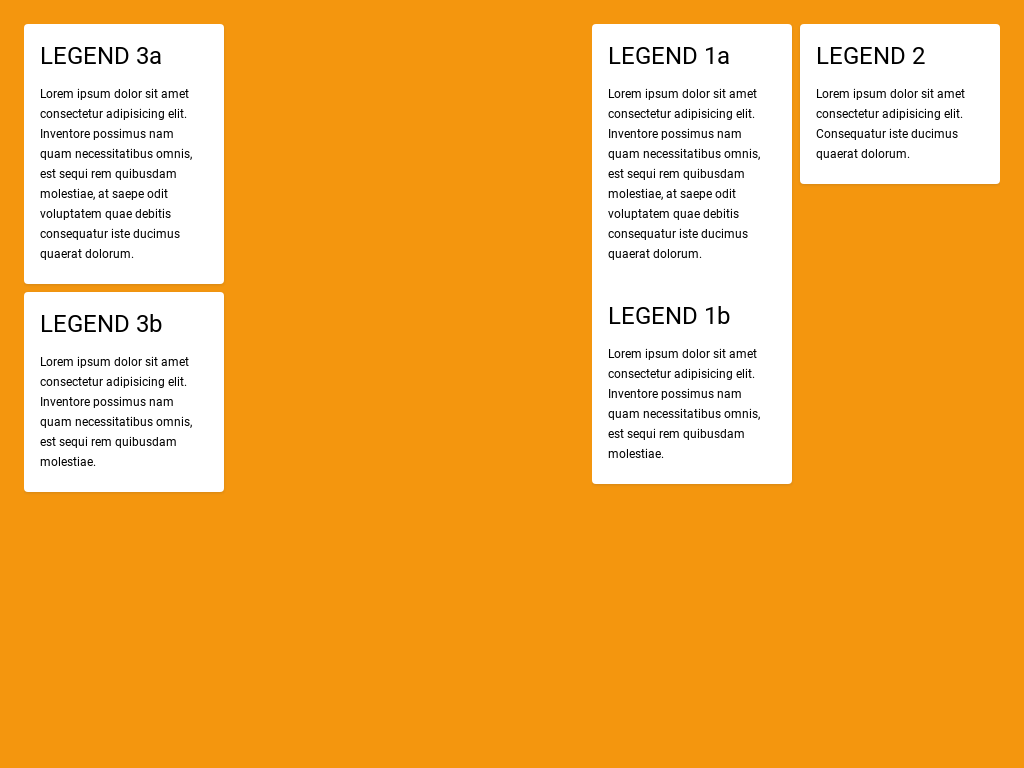 LEGEND 3a
Lorem ipsum dolor sit amet
consectetur adipisicing elit.
Inventore possimus nam
quam necessitatibus omnis,
est sequi rem quibusdam
molestiae, at saepe odit
voluptatem quae debitis
consequatur iste ducimus
quaerat dolorum.
LEGEND 3b
Lorem ipsum dolor sit amet
consectetur adipisicing elit.
Inventore possimus nam
quam necessitatibus omnis,
est sequi rem quibusdam
molestiae.
LEGEND 1a
Lorem ipsum dolor sit amet
consectetur adipisicing elit.
Inventore possimus nam
quam necessitatibus omnis,
est sequi rem quibusdam
molestiae, at saepe odit
voluptatem quae debitis
consequatur iste ducimus
quaerat dolorum.
LEGEND 1b
Lorem ipsum dolor sit amet
consectetur adipisicing elit.
Inventore possimus nam
quam necessitatibus omnis,
est sequi rem quibusdam
molestiae.
LEGEND 2
Lorem ipsum dolor sit amet
consectetur adipisicing elit.
Consequatur iste ducimus
quaerat dolorum.